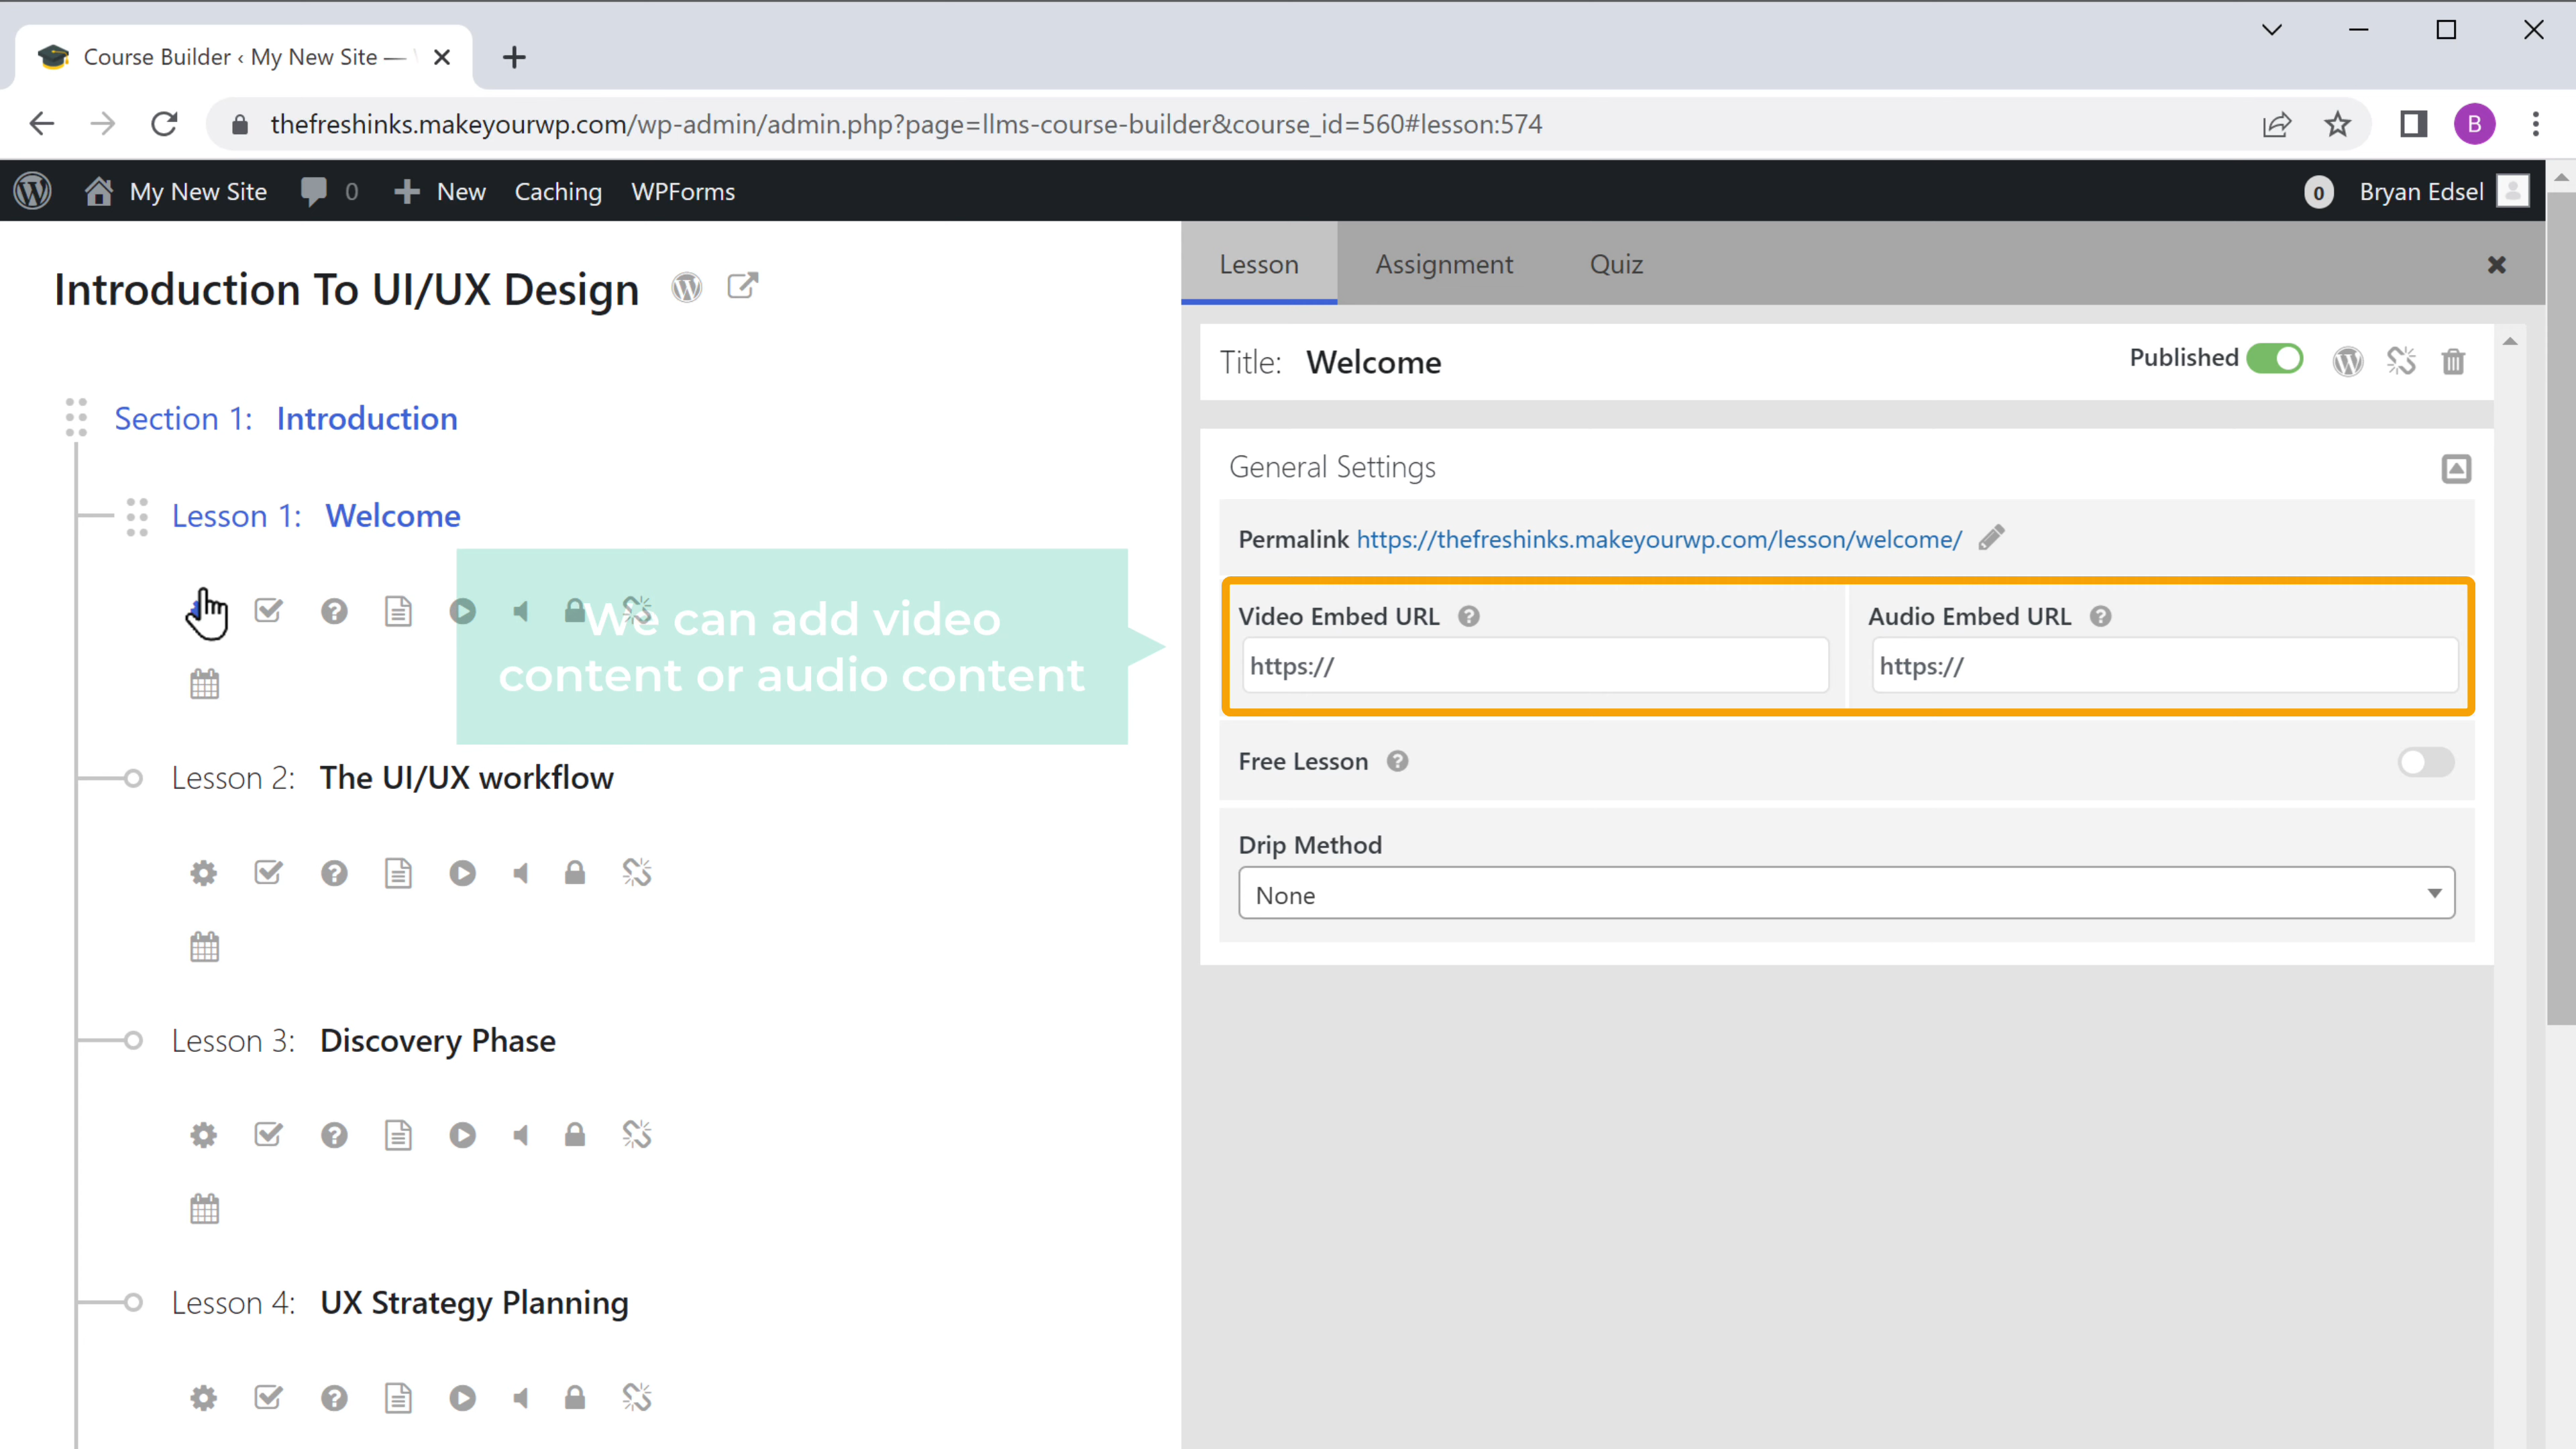 Course Builder ‹ My New Site —
thefreshinks.makeyourwp.com/wp-admin/admin.php?page=llms-course-builder&course_id=560#lesson:574
B
My New Site 0 New Caching WPForms
0 Bryan Edsel
Introduction To UI/UX Design
Section 1: Introduction
Lesson 1: Welcome
We can add video
content or audio content
Lesson 2: The UI/UX workflow
Lesson 3: Discovery Phase
Lesson 4: UX Strategy Planning
Lesson Assignment Quiz
Title: Welcome Published
General Settings
Permalink https://thefreshinks.makeyourwp.com/lesson/welcome/
Video Embed URL Audio Embed URL
https:// https://
Free Lesson
Drip Method
None